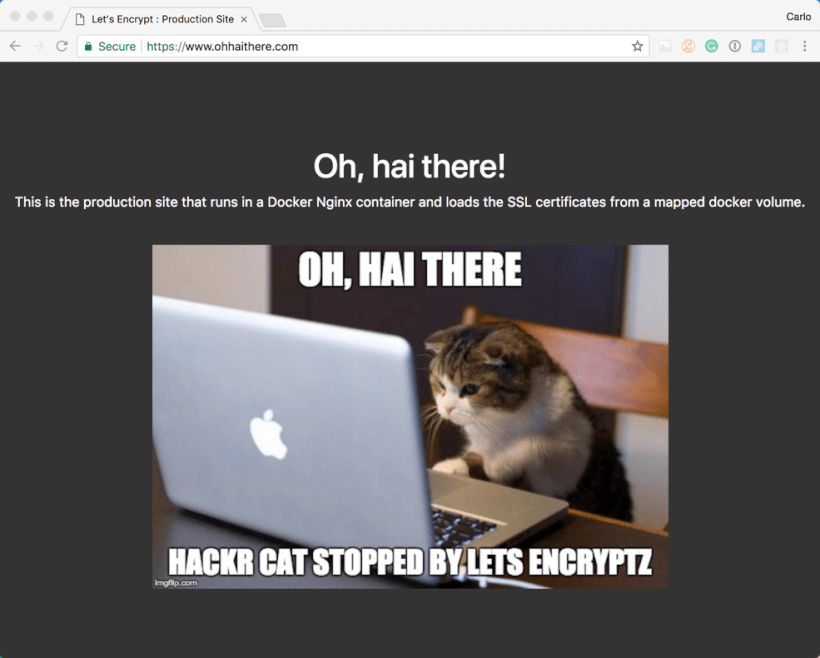 Let's Encrypt : Production Site
Carlo
Secure https://www.ohhaithere.com
Oh, hai there!
This is the production site that runs in a Docker Nginx container and loads the SSL certificates from a mapped docker volume.
OH, HAI THERE
HACKR CAT STOPPED BY LETS ENCRYPTZ
imgflip.com